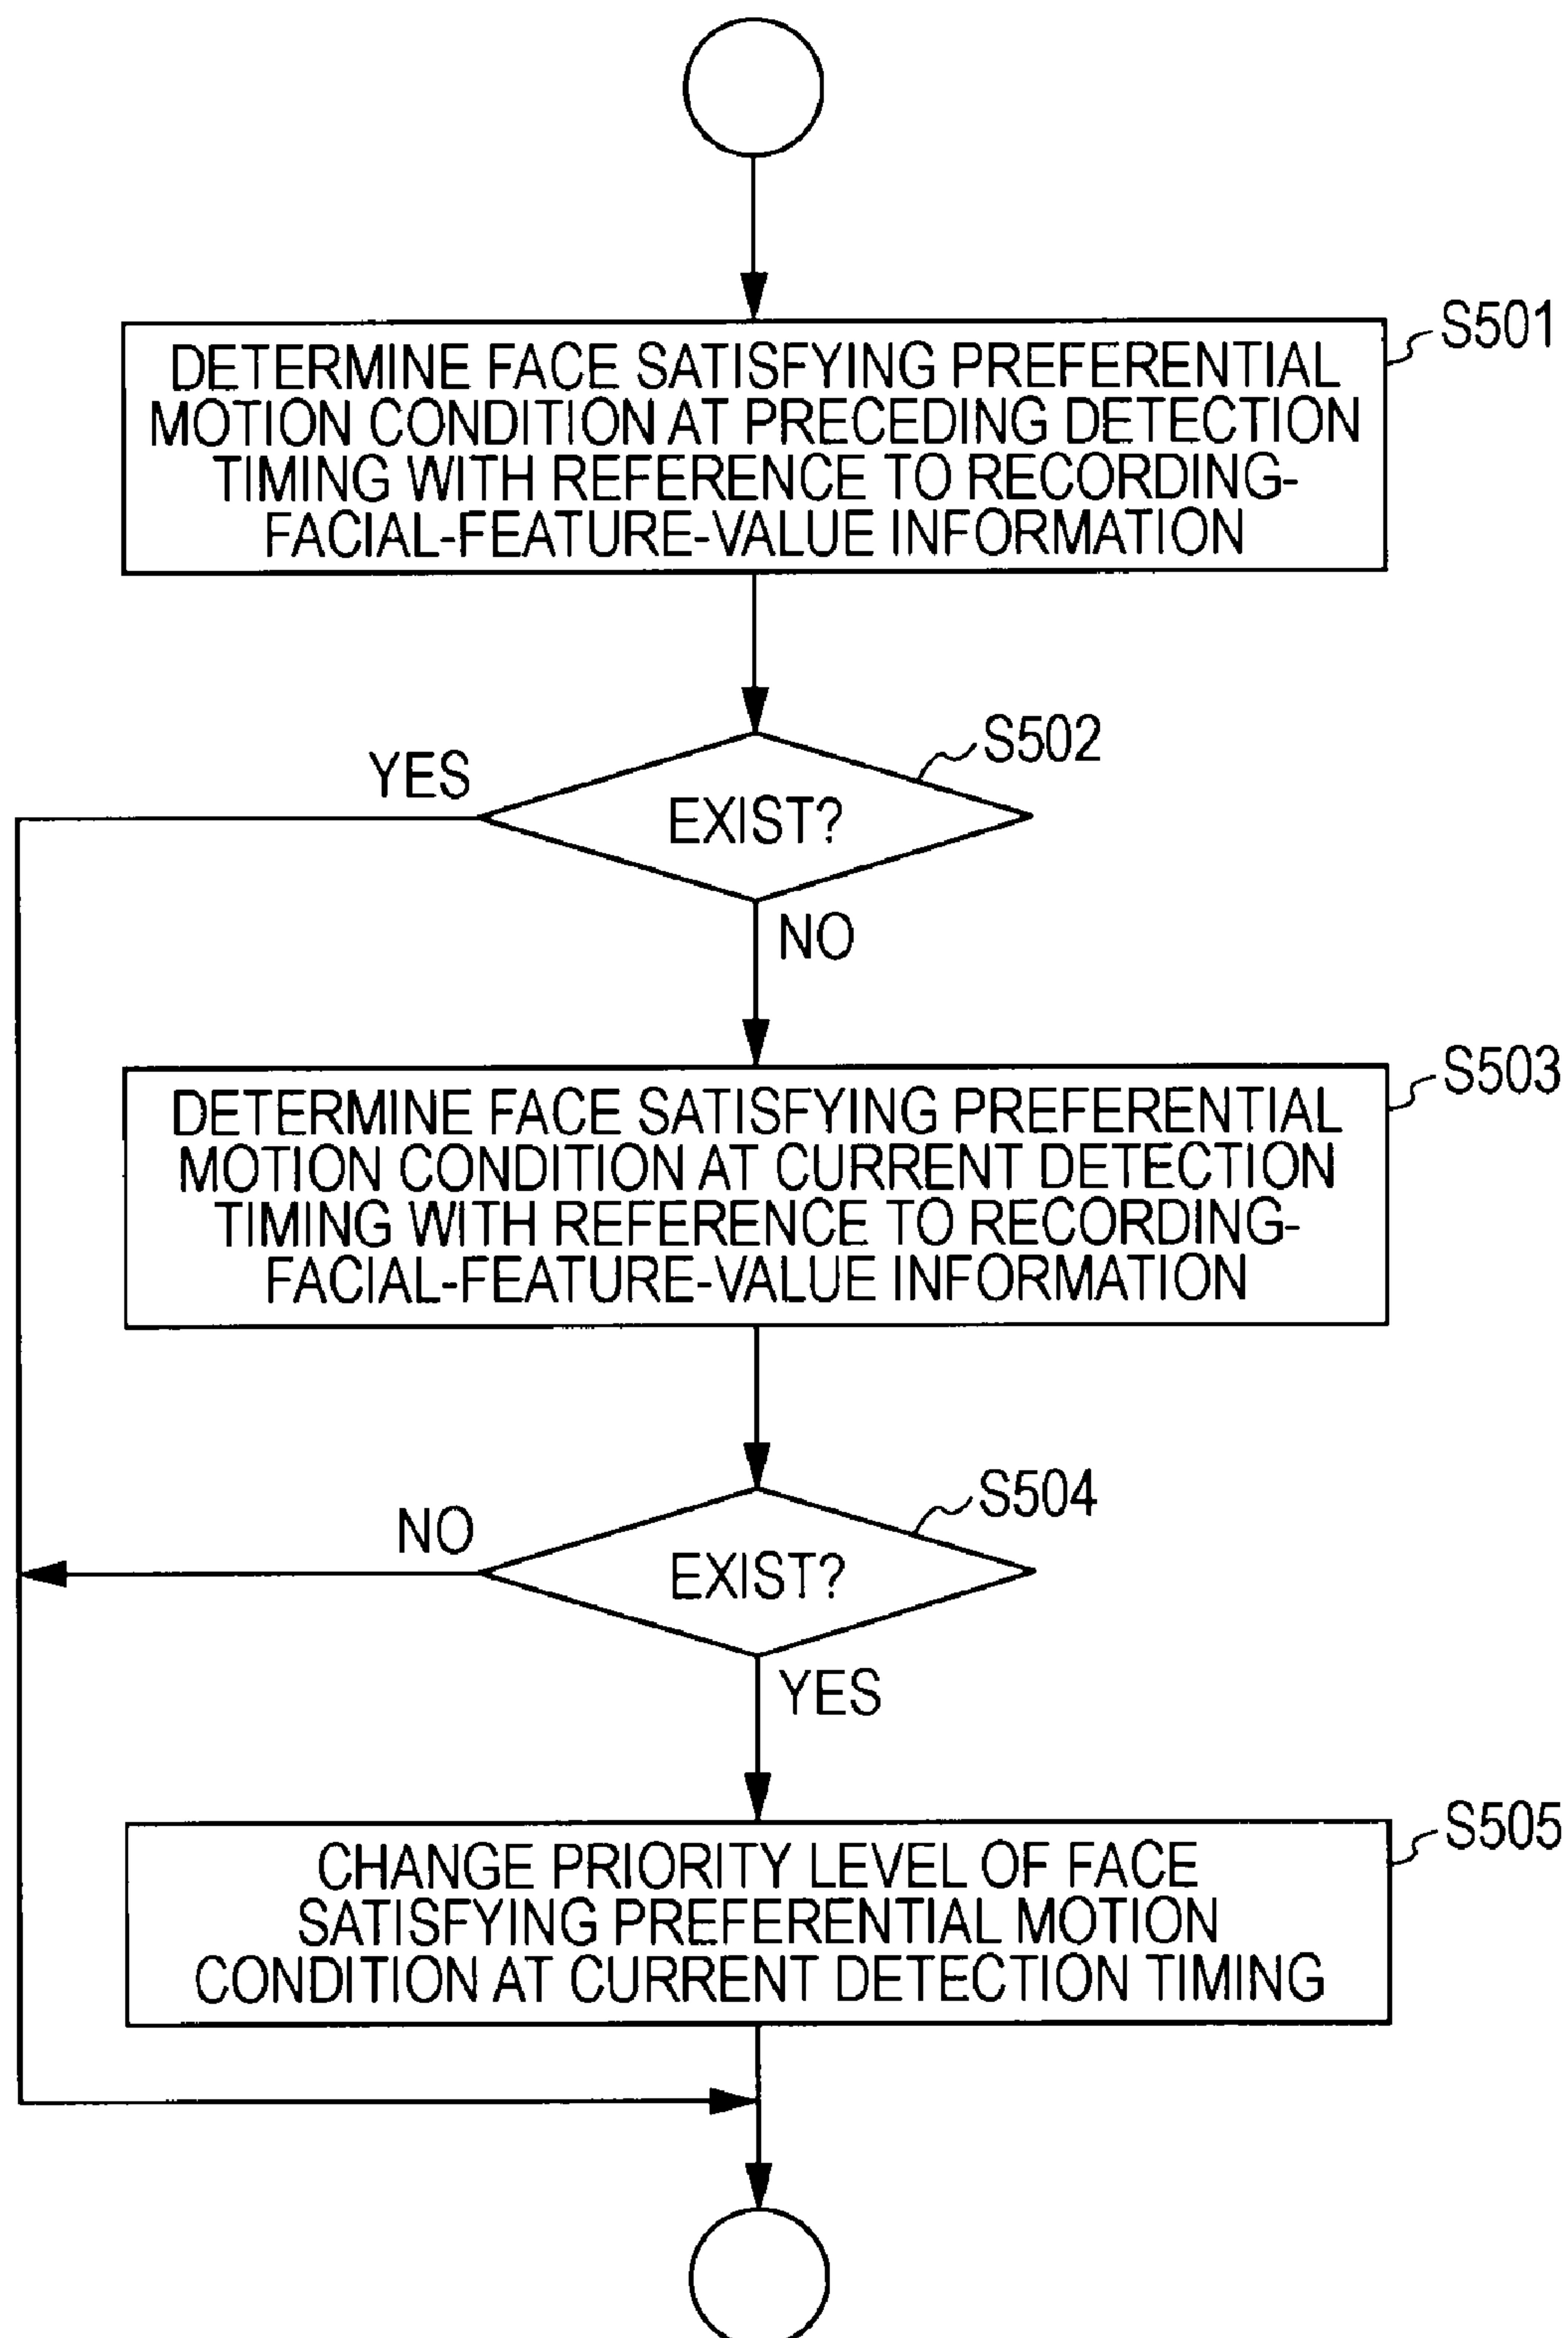 S501
DETERMINE FACE SATISFYING PREFERENTIAL
MOTION CONDITION AT PRECEDING DETECTION
TIMING WITH REFERENCE TO RECORDING-
FACIAL-FEATURE-VALUE INFORMATION
S502
YES
EXIST?
NO
S503
DETERMINE FACE SATISFYING PREFERENTIAL
MOTION CONDITION AT CURRENT DETECTION
TIMING WITH REFERENCE TO RECORDING-
FACIAL-FEATURE-VALUE INFORMATION
S504
NO
EXIST?
YES
S505
CHANGE PRIORITY LEVEL OF FACE
SATISFYING PREFERENTIAL MOTION
CONDITION AT CURRENT DETECTION TIMING